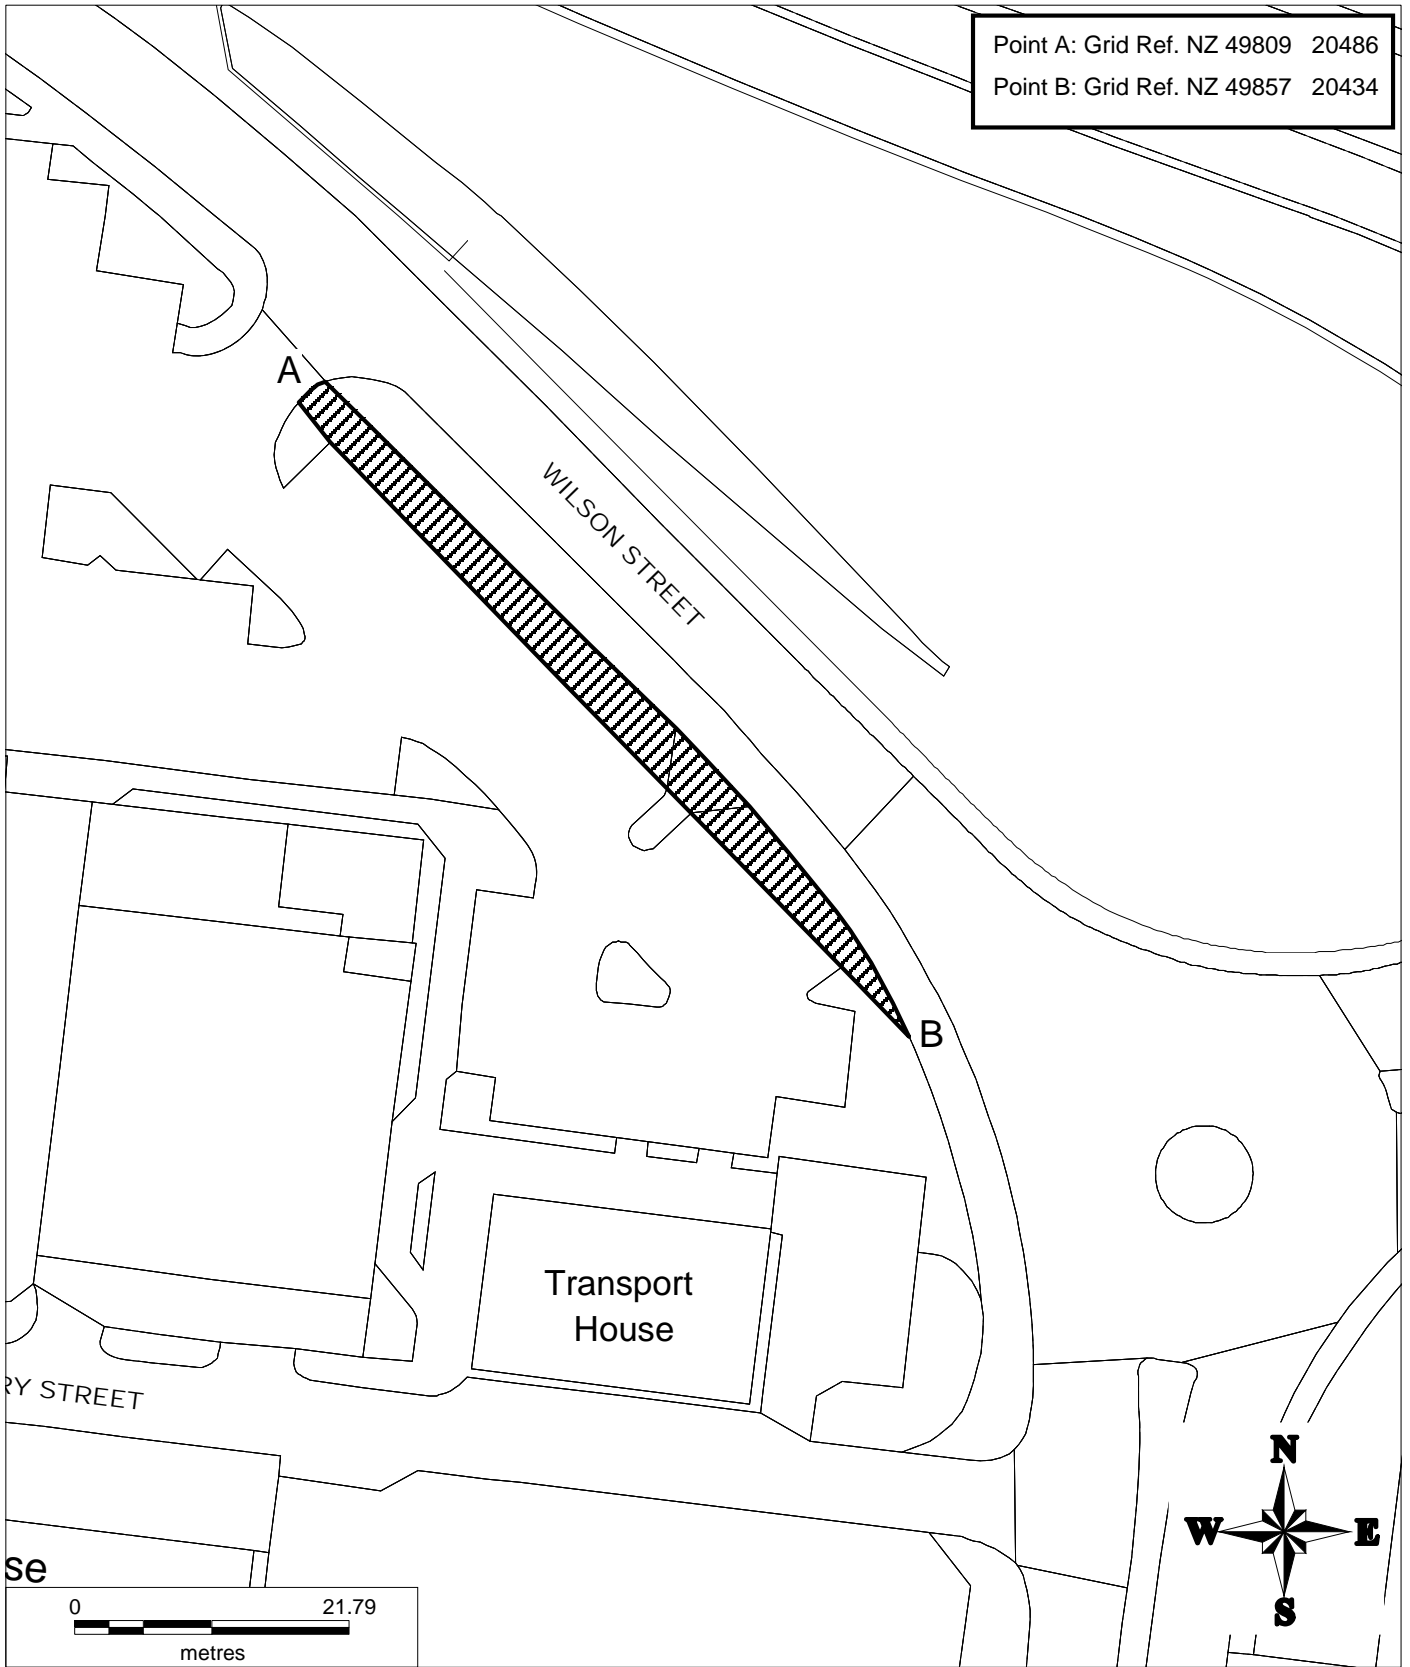 Point A: Grid Ref. NZ 49809 20486
Point B: Grid Ref. NZ 49857 20434
A
WILSON STREET
B
Transport
House
RY STREET
N
W E
S
se
0 21.79
metres